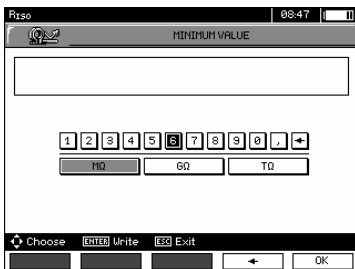 RISO 08:47
MINIMUM VALUE
1 2 3 4 5 6 7 8 9 0 , ←
MΩ GΩ TΩ
Choose ENTER Write ESC Exit
← OK